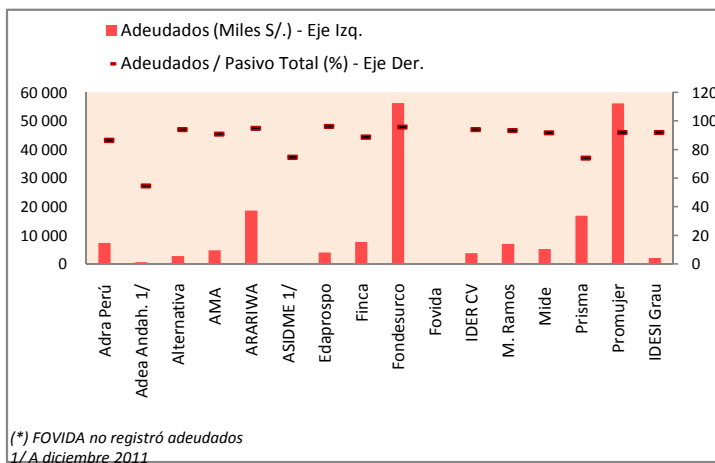 Adeudados (Miles S/.) - Eje Izq.
Adeudados / Pasivo Total (%) - Eje Der.
60 000
50 000
40 000
30 000
20 000
10 000
0
120
100
80
60
40
20
0
Adra Perú
Adea Andah. 1/
Alternativa
AMA
ARARIWA
ASIDME 1/
Edaprospo
Finca
Fondesurco
Fovida
IDER CV
M. Ramos
Mide
Prisma
Promujer
IDESI Grau
(*) FOVIDA no registró adeudados
1/ A diciembre 2011